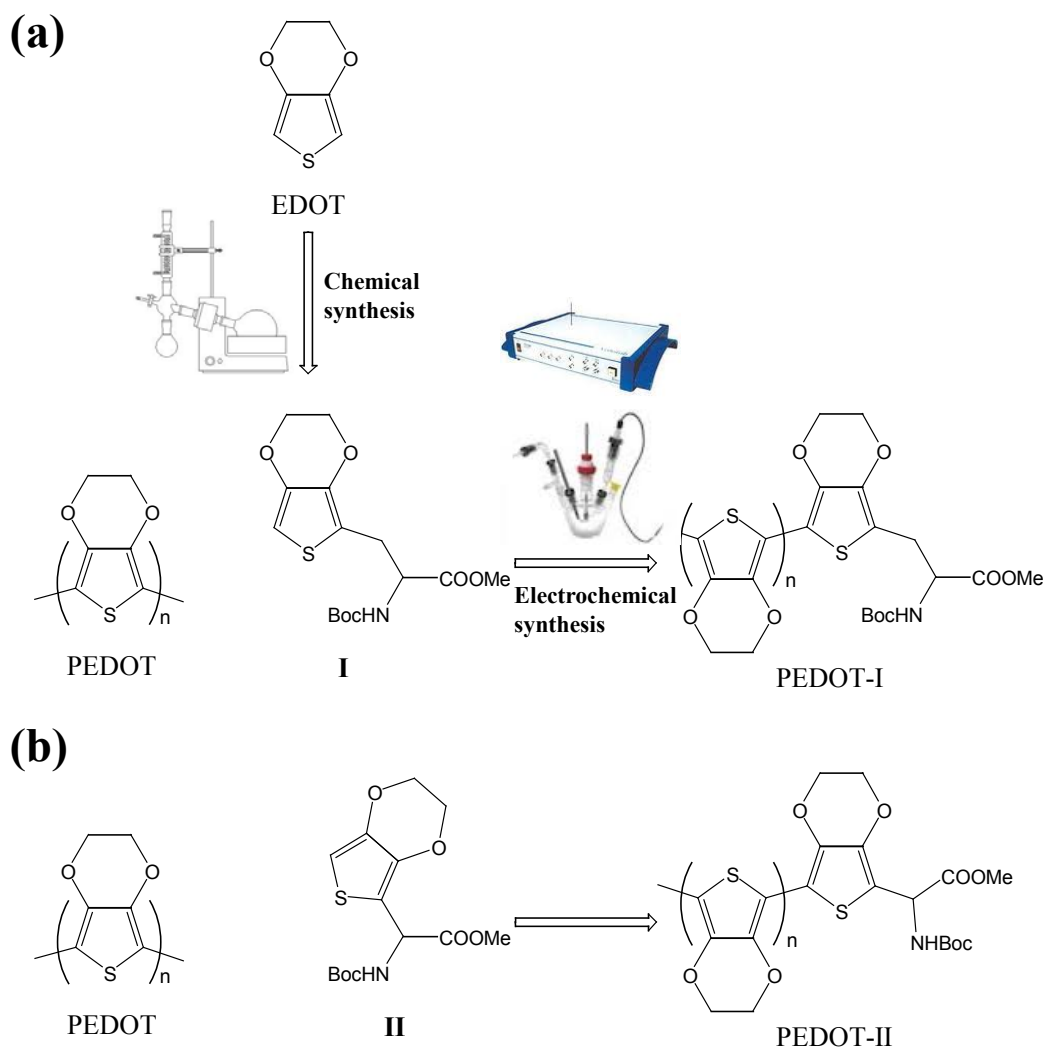 (a)
O O
S
EDOT
Chemical
synthesis
O O
S
n
PEDOT
O O
S
COOMe
BocHN
I
Electrochemical
synthesis
S
n
O O
O O
S
COOMe
BocHN
PEDOT-I
(b)
O O
S
n
PEDOT
O
O
S
COOMe
BocHN
II
S
n
O O
O O
S
COOMe
NHBoc
PEDOT-II